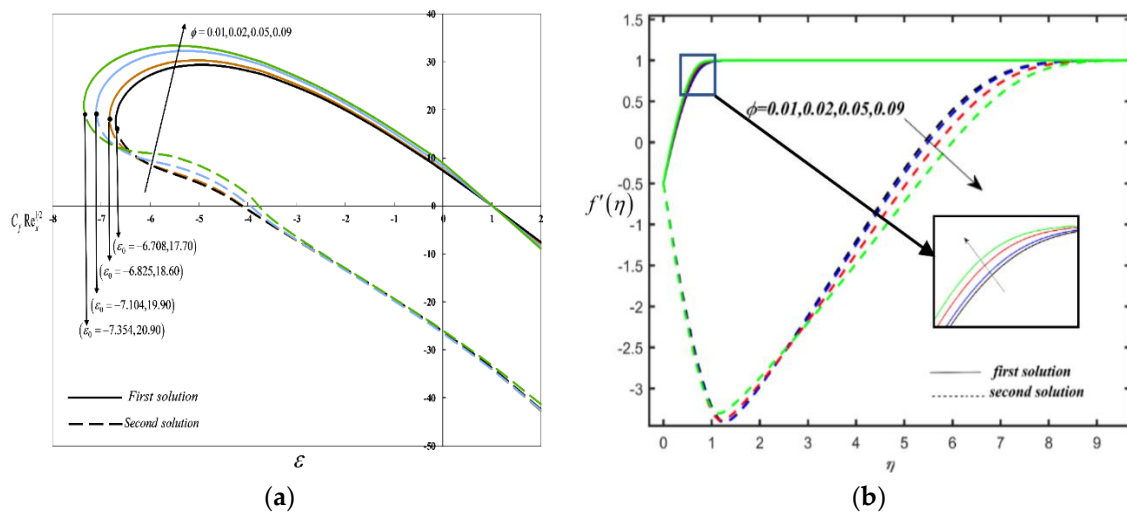 40
ϕ = 0.01, 0.02, 0.05, 0.09
30
20
10
0
-8 -7 -6 -5 -4 -3 -2 -1 0 1 2
C_f Re_x^{1/2}
-10
(ε₀ = −6.708,17.70)
(ε₀ = −6.825,18.60)
-20
(ε₀ = −7.104,19.90)
(ε₀ = −7.354,20.90)
-30
First solution
-40
Second solution
-50
ε
(a)
1.5
1
0.5
ϕ=0.01,0.02,0.05,0.09
0
-0.5
f′(η)
-1
-1.5
-2
-2.5
first solution
-3
second solution
0 1 2 3 4 5 6 7 8 9
η
(b)